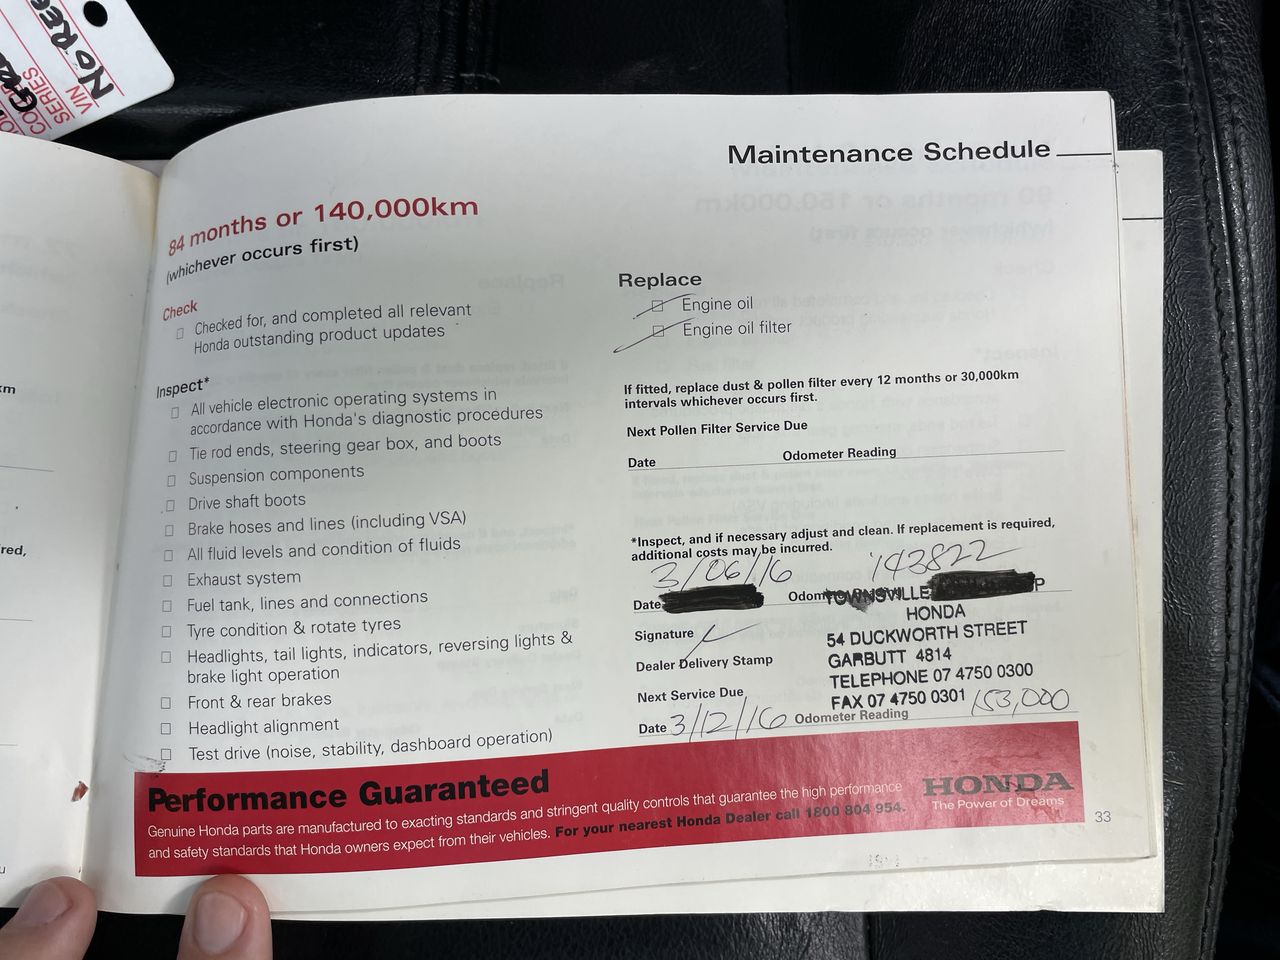 NO REG
VIN
SERIES
Maintenance Schedule
84 months or 140,000km
(whichever occurs first)
Check
Checked for, and completed all relevant
Honda outstanding product updates
Inspect*
All vehicle electronic operating systems in
accordance with Honda's diagnostic procedures
Tie rod ends, steering gear box, and boots
Suspension components
Drive shaft boots
Brake hoses and lines (including VSA)
All fluid levels and condition of fluids
Exhaust system
Fuel tank, lines and connections
Tyre condition & rotate tyres
Headlights, tail lights, indicators, reversing lights &
brake light operation
Front & rear brakes
Headlight alignment
Test drive (noise, stability, dashboard operation)
Replace
Engine oil
Engine oil filter
If fitted, replace dust & pollen filter every 12 months or 30,000km
intervals whichever occurs first.
Next Pollen Filter Service Due
Date Odometer Reading
*Inspect, and if necessary adjust and clean. If replacement is required,
additional costs may be incurred.
3/06/16 143822
Date
TOWNSVILLE
HONDA
Signature
54 DUCKWORTH STREET
Dealer Delivery Stamp
GARBUTT 4814
TELEPHONE 07 4750 0300
Next Service Due
FAX 07 4750 0301
Date 3/12/16 Odometer Reading 153,000
Performance Guaranteed
Genuine Honda parts are manufactured to exacting standards and stringent quality controls that guarantee the high performance
and safety standards that Honda owners expect from their vehicles. For your nearest Honda Dealer call 1800 804 954.
HONDA
The Power of Dreams
33